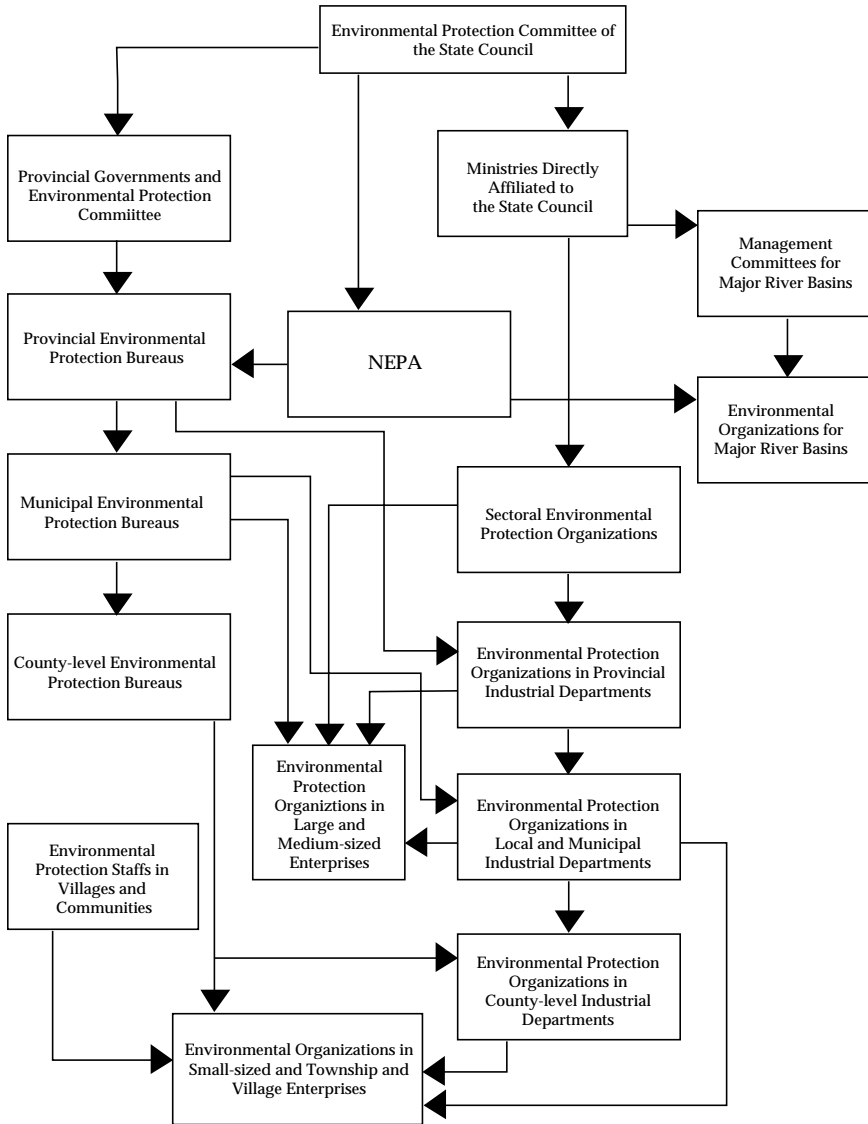 Environmental Protection Committee of
the State Council
Provincial Governments and
Environmental Protection
Commiittee
Ministries Directly
Affiliated to
the State Council
Management
Committees for
Major River Basins
Provincial Environmental
Protection Bureaus
NEPA
Environmental
Organizations for
Major River Basins
Municipal Environmental
Protection Bureaus
Sectoral Environmental
Protection Organizations
County-level Environmental
Protection Bureaus
Environmental Protection
Organizations in Provincial
Industrial Departments
Environmental
Protection
Organiztions in
Large and
Medium-sized
Enterprises
Environmental Protection
Organizations in
Local and Municipal
Industrial Departments
Environmental
Protection Staffs in
Villages and
Communities
Environmental Protection
Organizations in
County-level Industrial
Departments
Environmental Organizations in
Small-sized and Township and
Village Enterprises